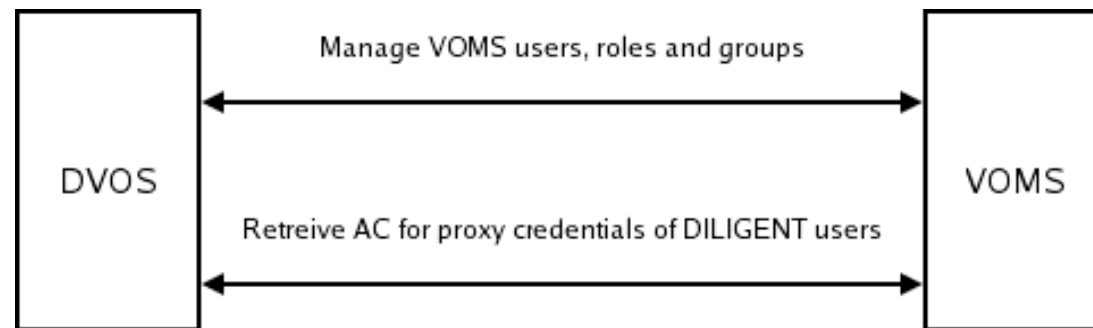 Manage VOMS users, roles and groups
DVOS
VOMS
Retreive AC for proxy credentials of DILIGENT users